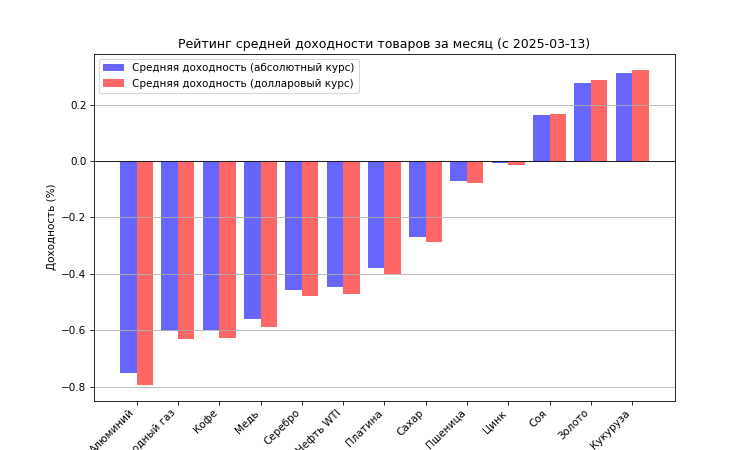 Рейтинг средней доходности товаров за месяц (с 2025-03-13)
Средняя доходность (абсолютный курс)
Средняя доходность (долларовый курс)
Доходность (%)
0.2
0.0
−0.2
−0.4
−0.6
−0.8
Алюминий
газ
Кофе
Медь
Серебро
Нефть WTI
Платина
Сахар
Пшеница
Цинк
Соя
Золото
Кукуруза